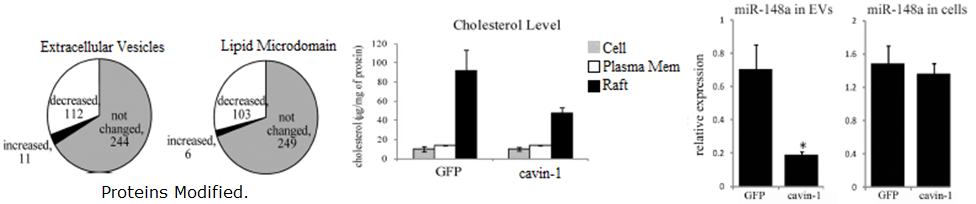 Extracellular Vesicles
decreased,
112
not
changed,
244
increased,
11
Lipid Microdomain
decreased,
103
not
changed,
249
increased,
6
Proteins Modified.
Cholesterol Level
cholesterol (µg/mg of protein)
120
100
80
60
40
20
0
GFP
cavin-1
Cell
Plasma Mem
Raft
miR-148a in EVs
relative expression
1
0.8
0.6
0.4
0.2
0
*
GFP
cavin-1
miR-148a in cells
2
1.6
1.2
0.8
0.4
0
GFP
cavin-1